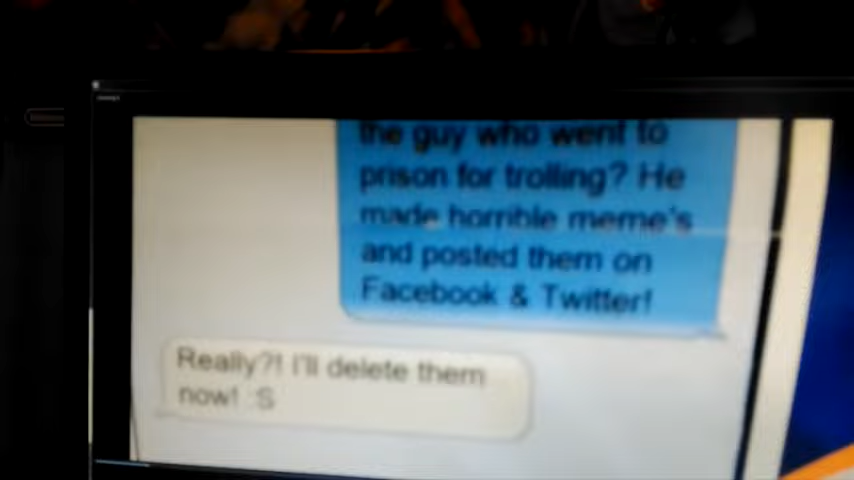 the guy who went to
prison for trolling? He
made horrible meme's
and posted them on
Facebook & Twitter!
Really?! I'll delete them
now! :S